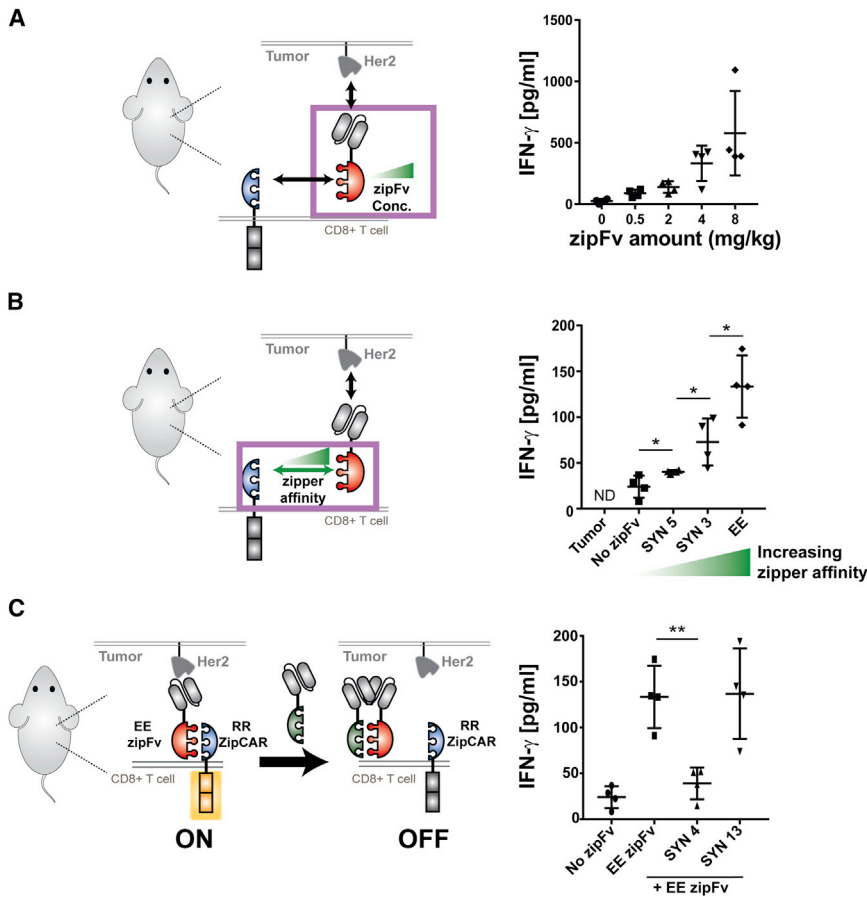 A
Tumor
Her2
zipFv
Conc.
CD8+ T cell
IFN-γ [pg/ml]
1500
1000
500
0
0 0.5 2 4 8
zipFv amount (mg/kg)
B
Tumor
Her2
zipper
affinity
CD8+ T cell
IFN-γ [pg/ml]
200
150
100
50
0
ND
*
*
*
Tumor
No zipFv
SYN 5
SYN 3
EE
Increasing
zipper affinity
C
Tumor
Her2
EE
zipFv
RR
ZipCAR
CD8+ T cell
ON
Tumor
Her2
RR
ZipCAR
CD8+ T cell
OFF
IFN-γ [pg/ml]
200
150
100
50
0
**
No zipFv
EE zipFv
SYN 4
SYN 13
+ EE zipFv